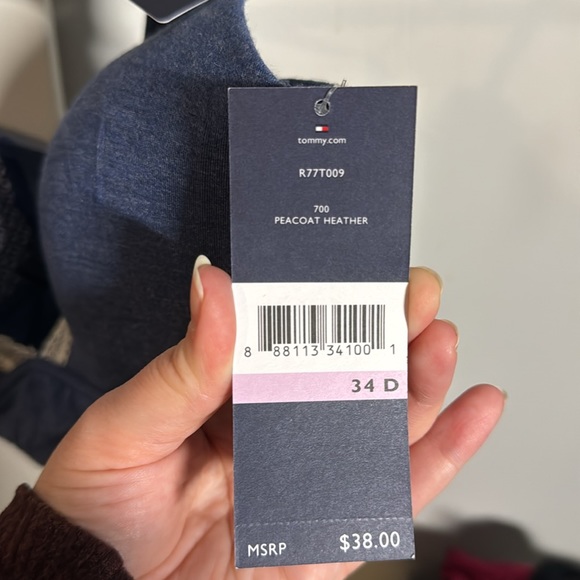 tommy.com
R77T009
700
PEACOAT HEATHER
8 88113 34100 1
34 D
MSRP $38.00